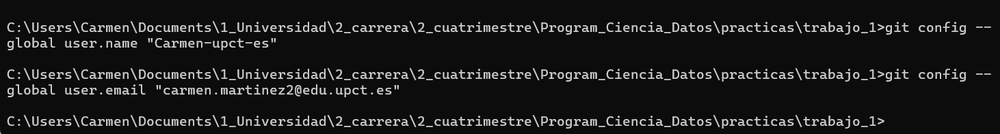 C:\Users\Carmen\Documents\1_Universidad\2_carrera\2_cuatrimestre\Program_Ciencia_Datos\practicas\trabajo_1>git config --
global user.name "Carmen-upct-es"
C:\Users\Carmen\Documents\1_Universidad\2_carrera\2_cuatrimestre\Program_Ciencia_Datos\practicas\trabajo_1>git config --
global user.email "carmen.martinez2@edu.upct.es"
C:\Users\Carmen\Documents\1_Universidad\2_carrera\2_cuatrimestre\Program_Ciencia_Datos\practicas\trabajo_1>